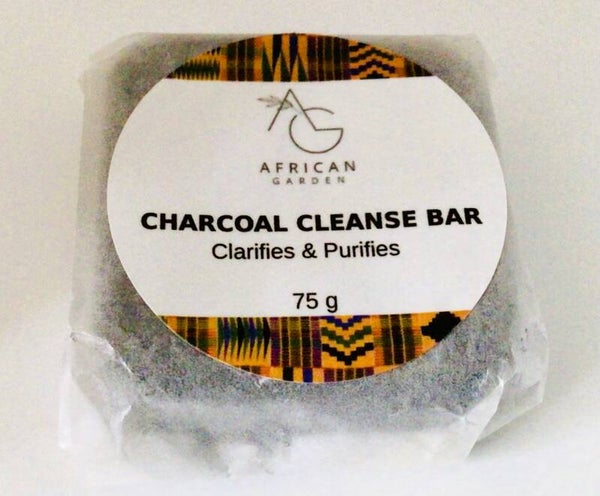 AG
AFRICAN
GARDEN
CHARCOAL CLEANSE BAR
Clarifies & Purifies
75 g